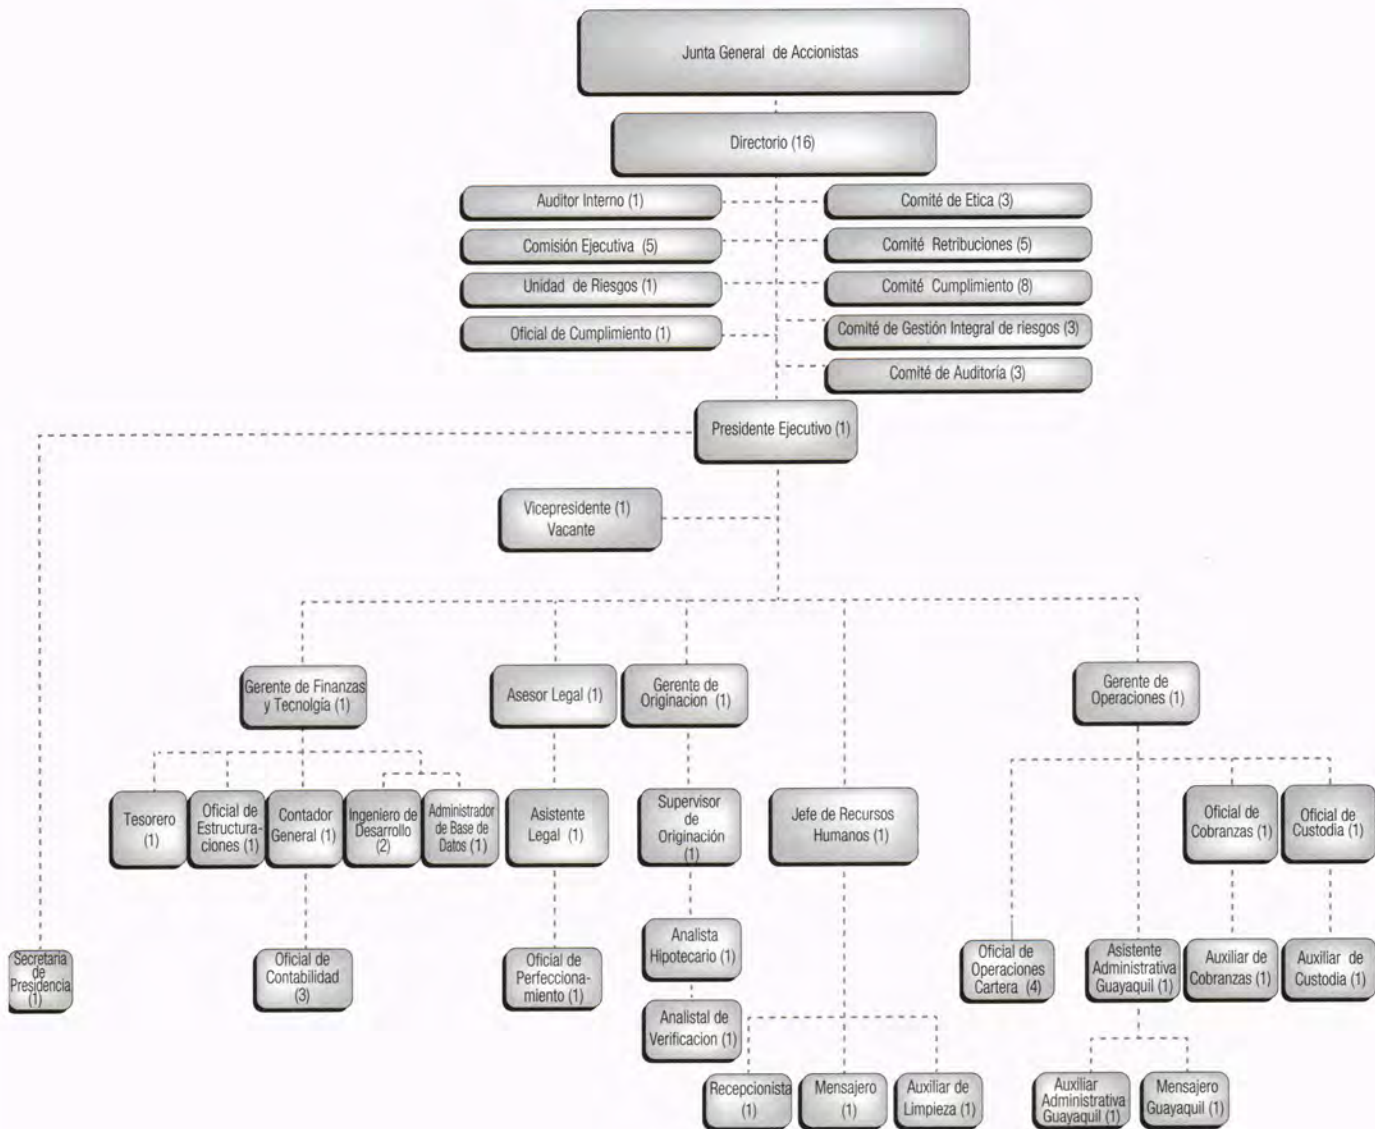 Junta General de Accionistas
Directorio (16)
Auditor Interno (1)
Comité de Etica (3)
Comisión Ejecutiva (5)
Comité Retribuciones (5)
Unidad de Riesgos (1)
Comité Cumplimiento (8)
Oficial de Cumplimiento (1)
Comité de Gestión Integral de riesgos (3)
Comité de Auditoría (3)
Presidente Ejecutivo (1)
Vicepresidente (1)
Vacante
Gerente de Finanzas
y Tecnolgía (1)
Asesor Legal (1)
Gerente de
Originacion (1)
Gerente de
Operaciones (1)
Tesorero
(1)
Oficial de
Estructura-
ciones (1)
Contador
General (1)
Ingeniero de
Desarrollo
(2)
Administrador
de Base de
Datos (1)
Asistente
Legal (1)
Supervisor
de
Originación
(1)
Jefe de Recursos
Humanos (1)
Oficial de
Cobranzas (1)
Oficial de
Custodia (1)
Secretaria
de
Presidencia
(1)
Oficial de
Contabilidad
(3)
Oficial de
Perfecciona-
miento (1)
Analista
Hipotecario (1)
Analistal de
Verificacion (1)
Oficial de
Operaciones
Cartera (4)
Asistente
Administrativa
Guayaquil (1)
Auxiliar de
Cobranzas (1)
Auxiliar de
Custodia (1)
Recepcionista
(1)
Mensajero
(1)
Auxiliar de
Limpieza (1)
Auxiliar
Administrativa
Guayaquil (1)
Mensajero
Guayaquil (1)